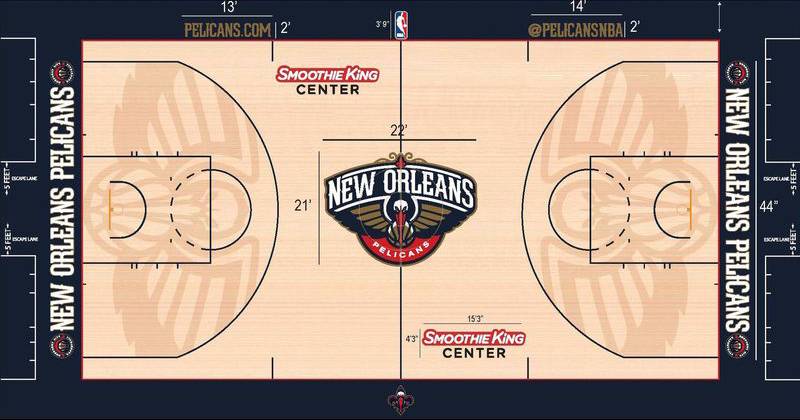 13'
PELICANS.COM
2'
3' 9"
14'
@PELICANSNBA
2'
SMOOTHIE KING
CENTER
22'
21'
NEW ORLEANS
PELICANS
NEW ORLEANS PELICANS
NEW ORLEANS PELICANS
5 FEET
ESCAPE LANE
5 FEET
ESCAPE LANE
ESCAPE LANE
5 FEET
ESCAPE LANE
5 FEET
44"
15'3"
4'3"
SMOOTHIE KING
CENTER